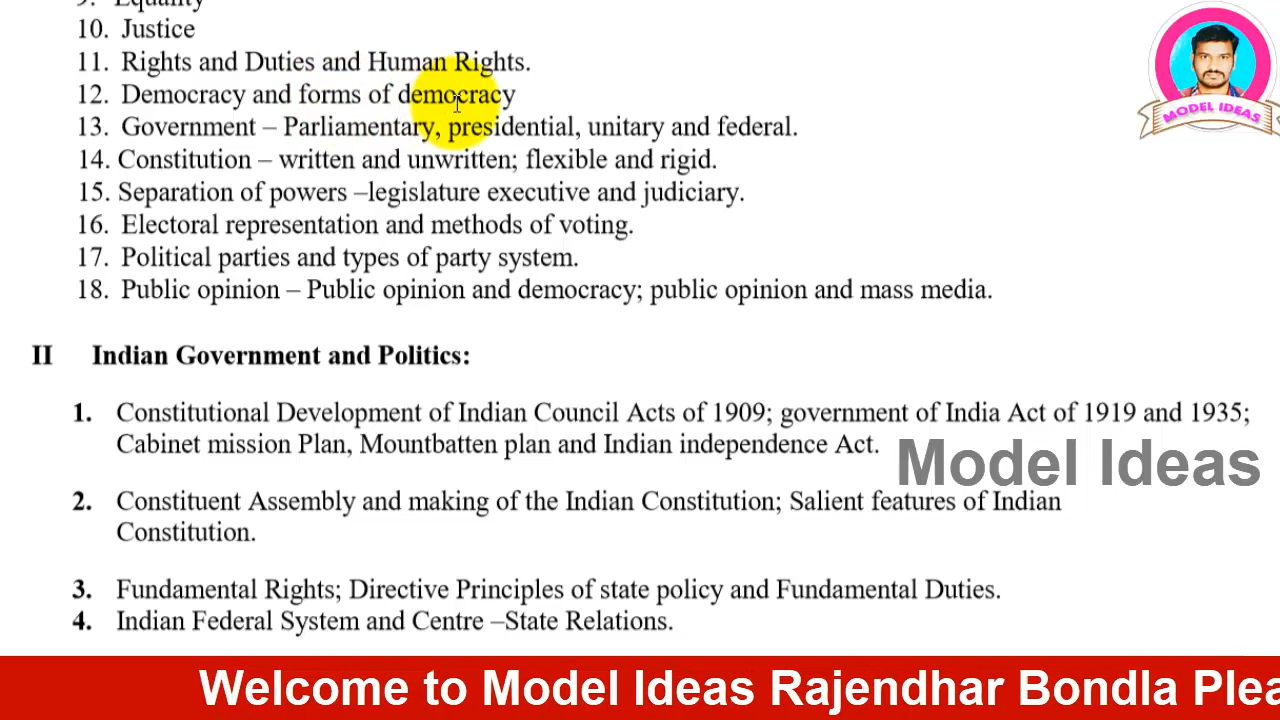 9. Equality
10. Justice
11. Rights and Duties and Human Rights.
12. Democracy and forms of democracy
13. Government – Parliamentary, presidential, unitary and federal.
14. Constitution – written and unwritten; flexible and rigid.
15. Separation of powers –legislature executive and judiciary.
16. Electoral representation and methods of voting.
17. Political parties and types of party system.
18. Public opinion – Public opinion and democracy; public opinion and mass media.
II Indian Government and Politics:
1. Constitutional Development of Indian Council Acts of 1909; government of India Act of 1919 and 1935;
Cabinet mission Plan, Mountbatten plan and Indian independence Act.
2. Constituent Assembly and making of the Indian Constitution; Salient features of Indian
Constitution.
3. Fundamental Rights; Directive Principles of state policy and Fundamental Duties.
4. Indian Federal System and Centre –State Relations.
MODEL IDEAS
Model Ideas
Welcome to Model Ideas Rajendhar Bondla Plea